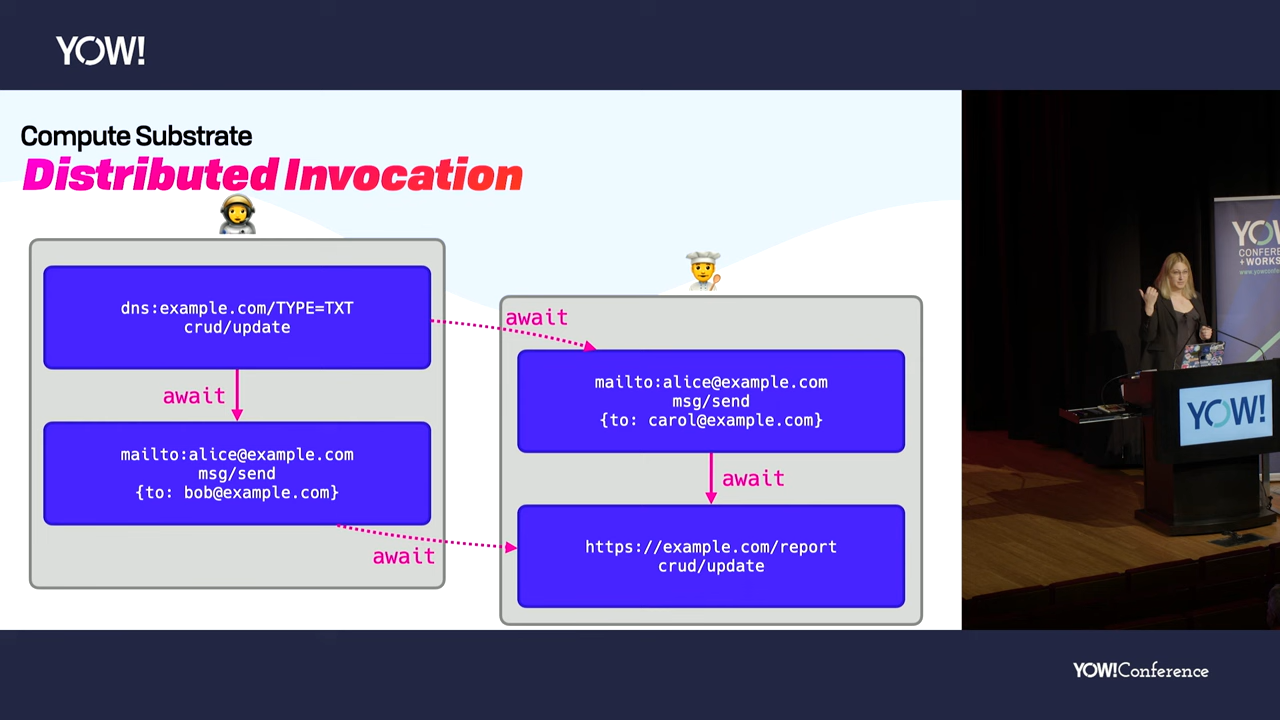 YOW!
Compute Substrate
Distributed Invocation
dns:example.com/TYPE=TXT
crud/update
await
mailto:alice@example.com
msg/send
{to: bob@example.com}
await
await
mailto:alice@example.com
msg/send
{to: carol@example.com}
await
https://example.com/report
crud/update
YOW!
YOW!Conference